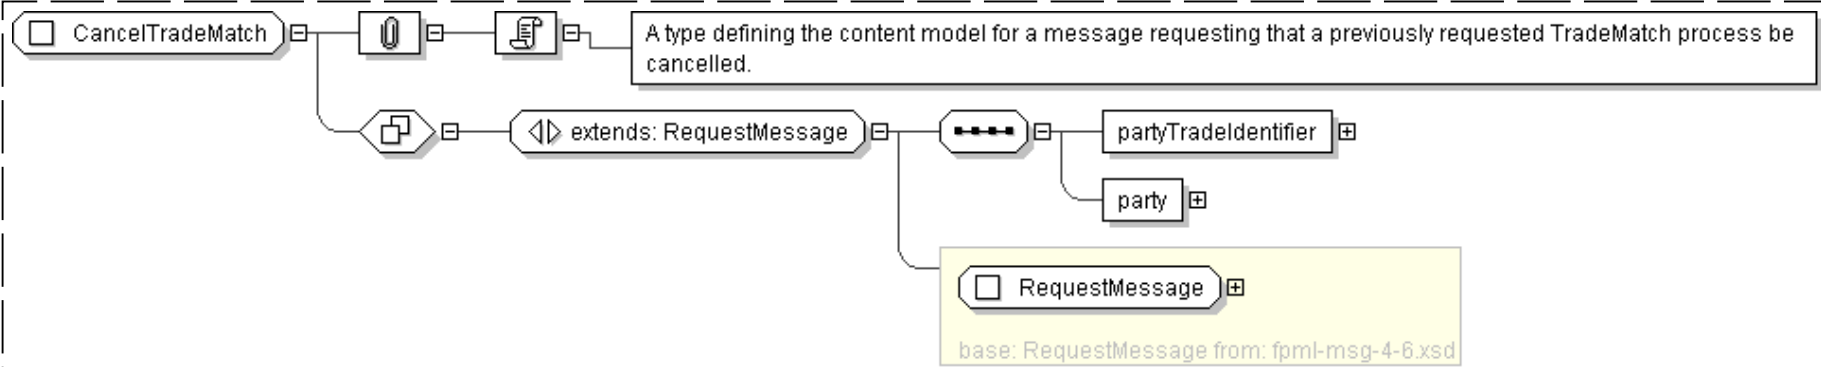 CancelTradeMatch
A type defining the content model for a message requesting that a previously requested TradeMatch process be
cancelled.
extends: RequestMessage
partyTradeIdentifier
party
RequestMessage
base: RequestMessage from: fpml-msg-4-6.xsd